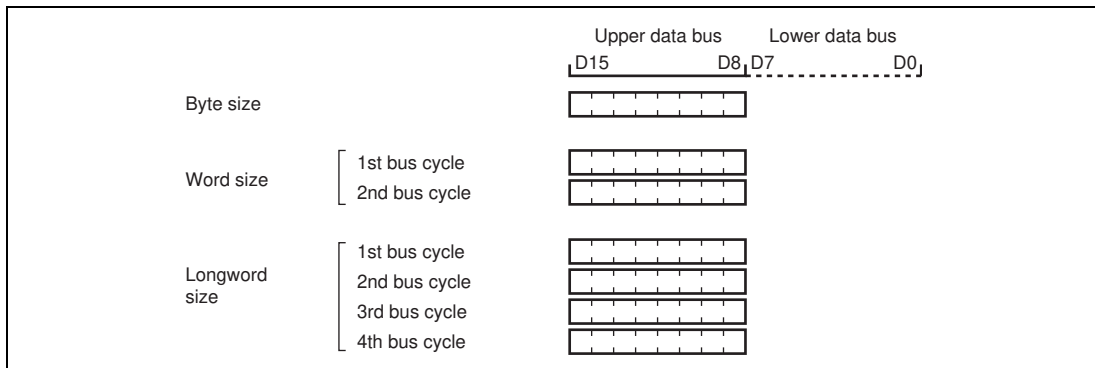 Upper data bus Lower data bus
D15 D8 D7 D0
Byte size
Word size
1st bus cycle
2nd bus cycle
Longword
size
1st bus cycle
2nd bus cycle
3rd bus cycle
4th bus cycle